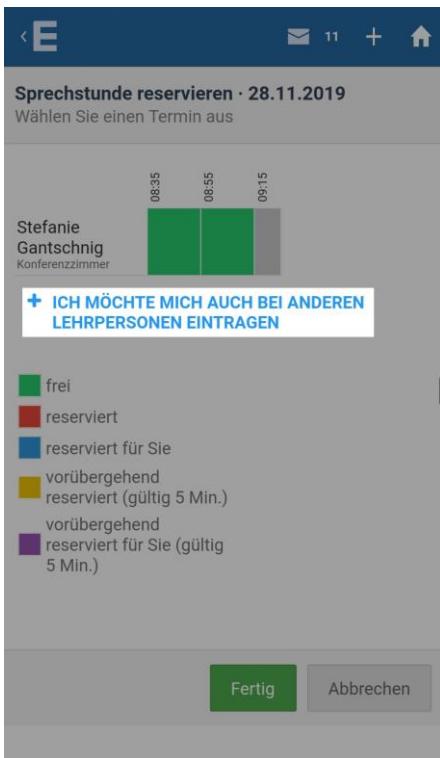 E
11
Sprechstunde reservieren · 28.11.2019
Wählen Sie einen Termin aus
08:35
08:55
09:15
Stefanie
Gantschnig
Konferenzzimmer
+ ICH MÖCHTE MICH AUCH BEI ANDEREN
LEHRPERSONEN EINTRAGEN
frei
reserviert
reserviert für Sie
vorübergehend
reserviert (gültig 5 Min.)
vorübergehend
reserviert für Sie (gültig
5 Min.)
Fertig
Abbrechen